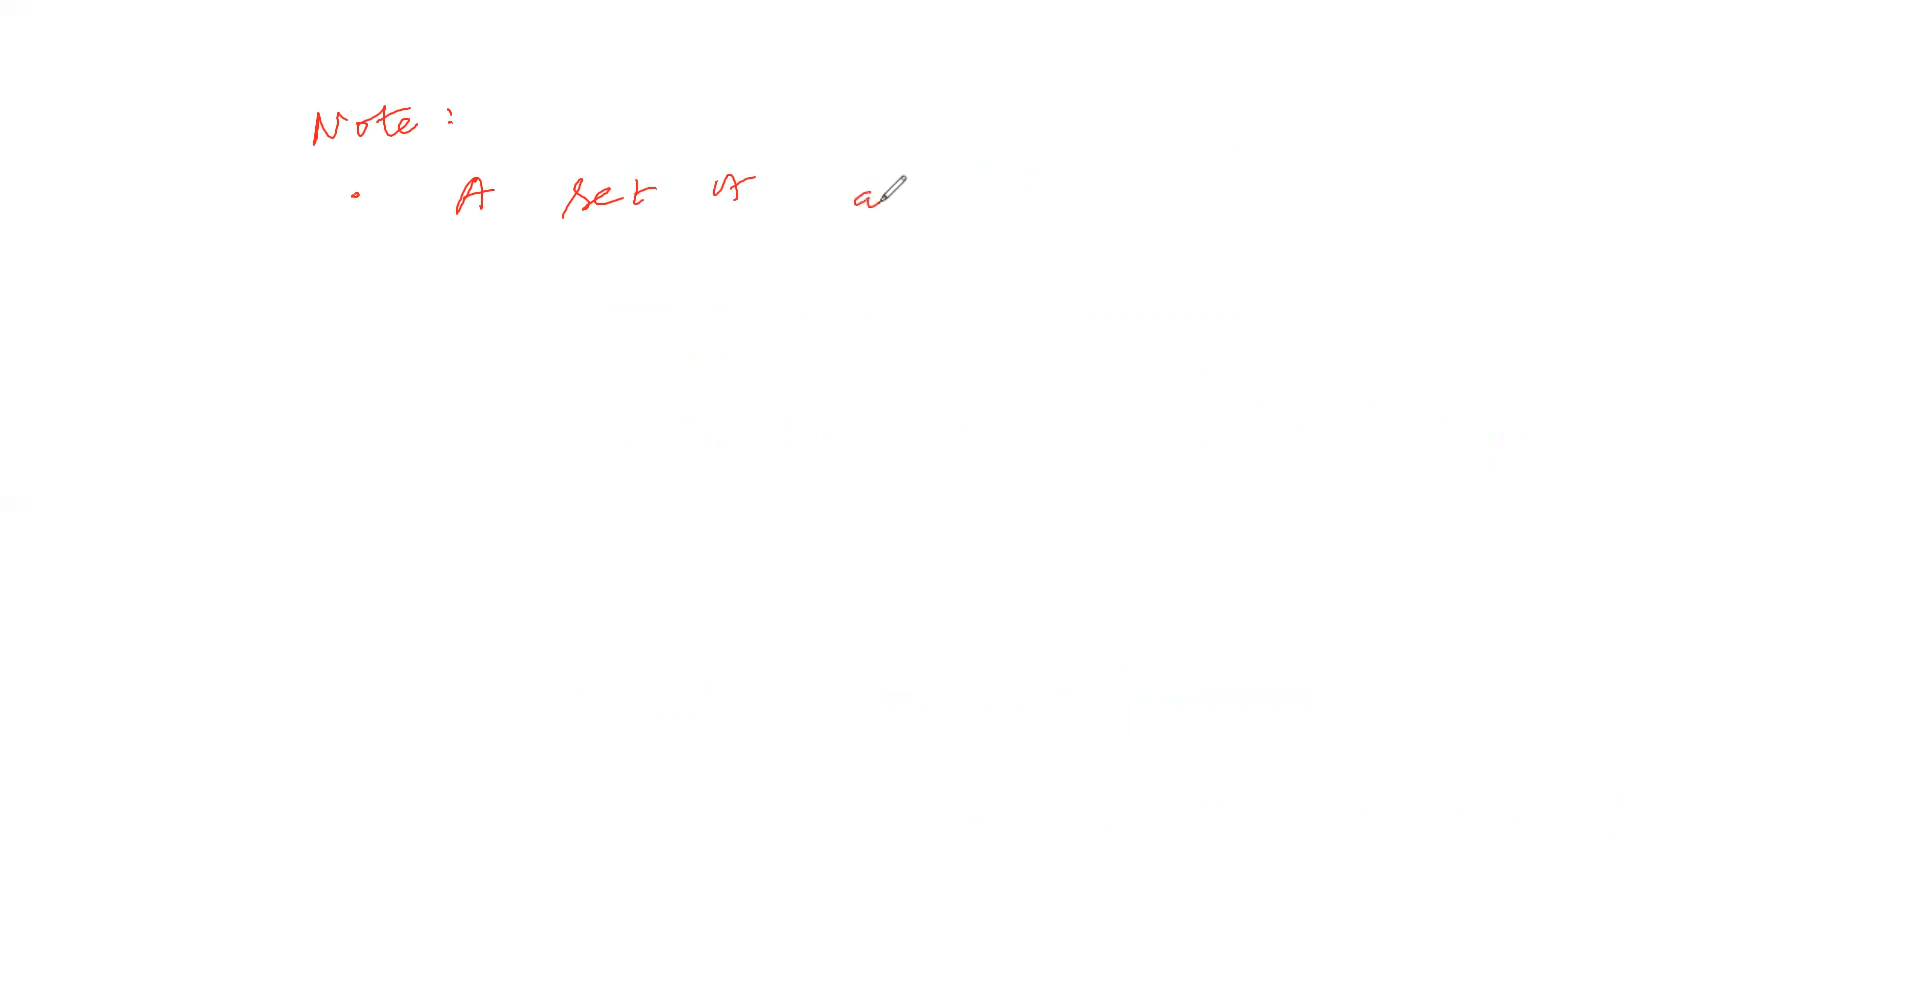 Note :
• A set of a